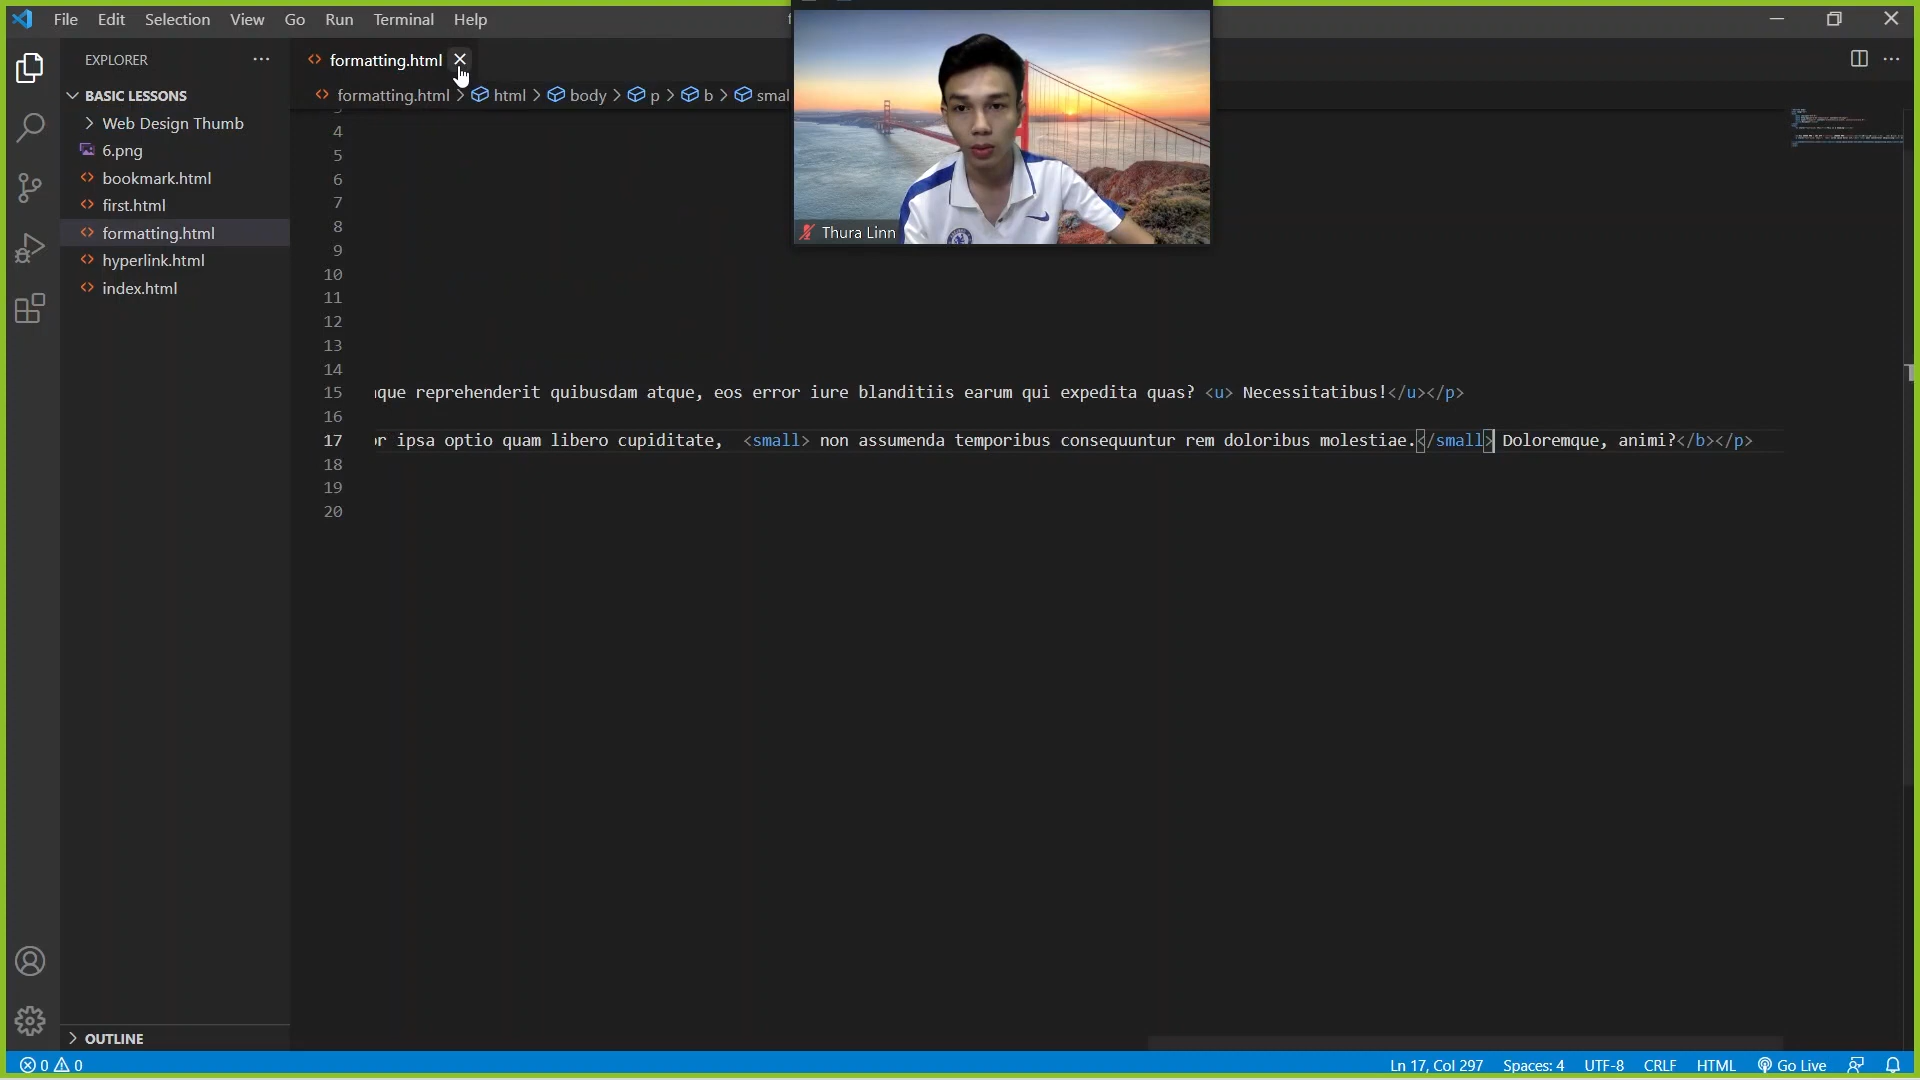 File Edit Selection View Go Run Terminal Help
EXPLORER
BASIC LESSONS
Web Design Thumb
6.png
bookmark.html
first.html
formatting.html
hyperlink.html
index.html
OUTLINE
formatting.html
formatting.html > html > body > p > b > smal
4
5
6
7
8
9
10
11
12
13
14
15 que reprehenderit quibusdam atque, eos error iure blanditiis earum qui expedita quas? <u> Necessitatibus!</u></p>
16
17 or ipsa optio quam libero cupiditate, <small> non assumenda temporibus consequuntur rem doloribus molestiae.</small> Doloremque, animi?</b></p>
18
19
20
Thura Linn
0 0 Ln 17, Col 297 Spaces: 4 UTF-8 CRLF HTML Go Live